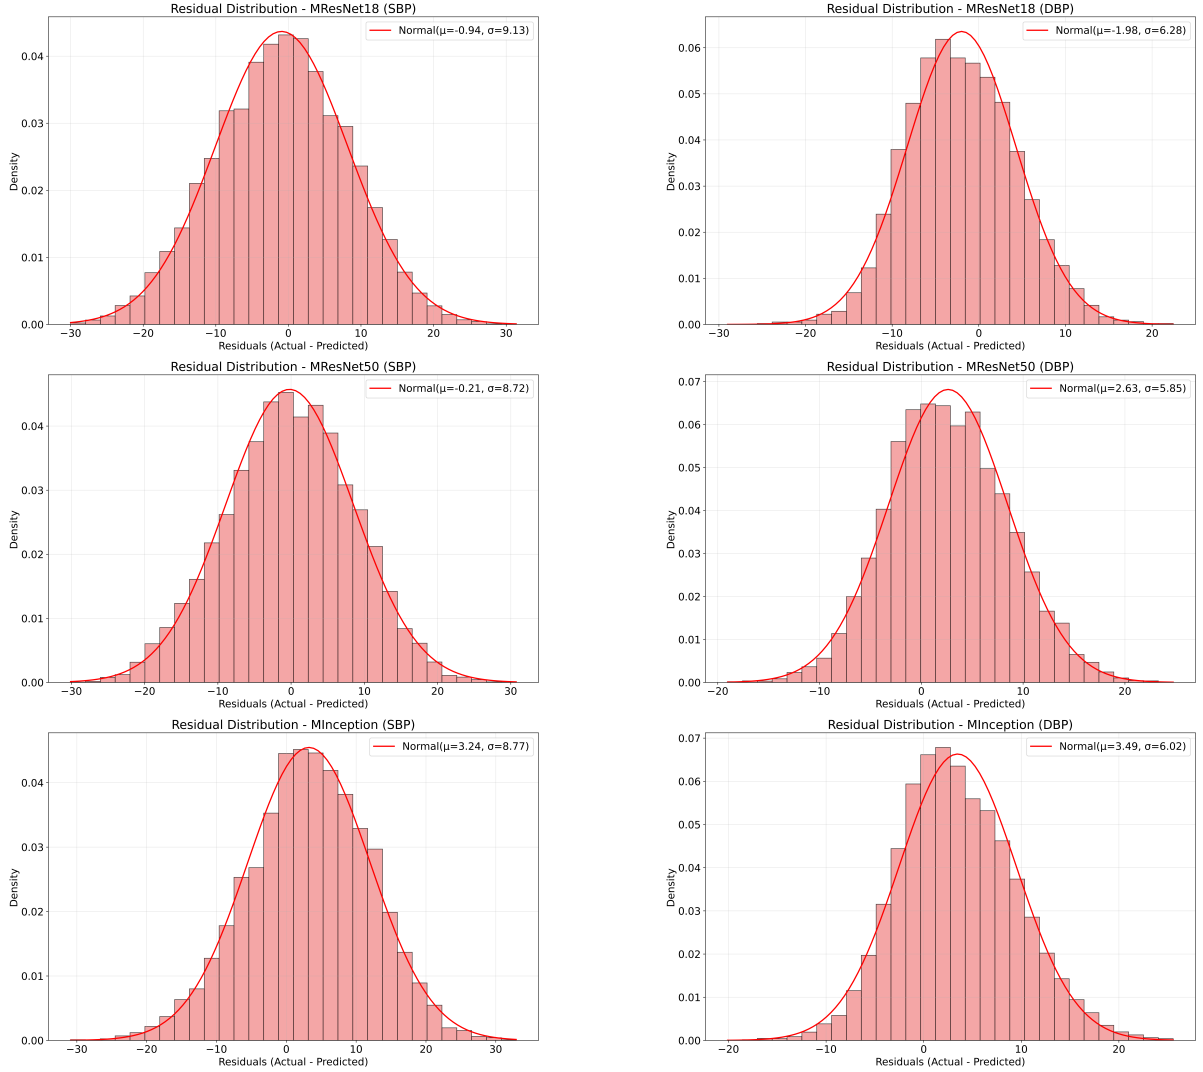 Residual Distribution - MResNet18 (SBP)
Normal(μ=-0.94, σ=9.13)
Density
0.04
0.03
0.02
0.01
0.00
−30 −20 −10 0 10 20 30
Residuals (Actual - Predicted)
Residual Distribution - MResNet18 (DBP)
Normal(μ=-1.98, σ=6.28)
Density
0.06
0.05
0.04
0.03
0.02
0.01
0.00
−30 −20 −10 0 10 20
Residuals (Actual - Predicted)
Residual Distribution - MResNet50 (SBP)
Normal(μ=-0.21, σ=8.72)
Density
0.04
0.03
0.02
0.01
0.00
−30 −20 −10 0 10 20 30
Residuals (Actual - Predicted)
Residual Distribution - MResNet50 (DBP)
Normal(μ=2.63, σ=5.85)
Density
0.07
0.06
0.05
0.04
0.03
0.02
0.01
0.00
−20 −10 0 10 20
Residuals (Actual - Predicted)
Residual Distribution - MInception (SBP)
Normal(μ=3.24, σ=8.77)
Density
0.04
0.03
0.02
0.01
0.00
−30 −20 −10 0 10 20 30
Residuals (Actual - Predicted)
Residual Distribution - MInception (DBP)
Normal(μ=3.49, σ=6.02)
Density
0.07
0.06
0.05
0.04
0.03
0.02
0.01
0.00
−20 −10 0 10 20
Residuals (Actual - Predicted)